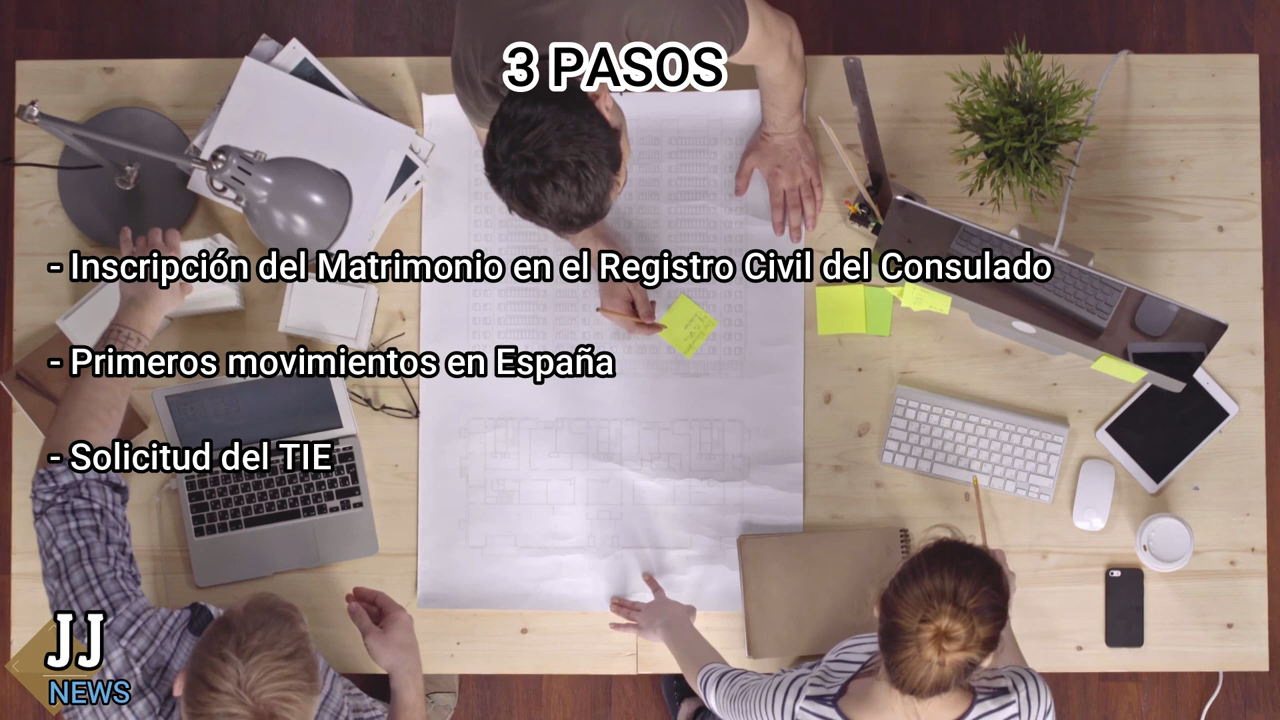 3 PASOS
- Inscripción del Matrimonio en el Registro Civil del Consulado
- Primeros movimientos en España
- Solicitud del TIE
JJ
NEWS